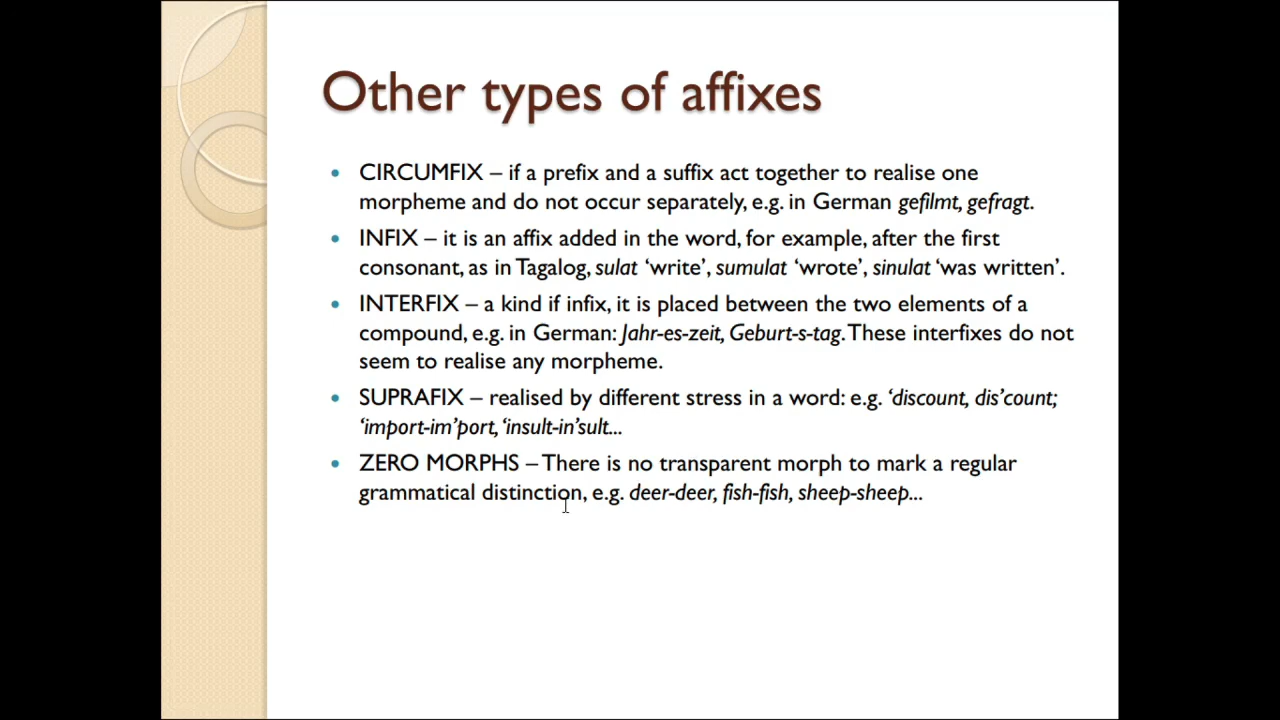 Other types of affixes
• CIRCUMFIX – if a prefix and a suffix act together to realise one
morpheme and do not occur separately, e.g. in German gefilmt, gefragt.
• INFIX – it is an affix added in the word, for example, after the first
consonant, as in Tagalog, sulat ‘write’, sumulat ‘wrote’, sinulat ‘was written’.
• INTERFIX – a kind if infix, it is placed between the two elements of a
compound, e.g. in German: Jahr-es-zeit, Geburt-s-tag. These interfixes do not
seem to realise any morpheme.
• SUPRAFIX – realised by different stress in a word: e.g. ‘discount, dis’count;
‘import-im’port, ‘insult-in’sult...
• ZERO MORPHS – There is no transparent morph to mark a regular
grammatical distinction, e.g. deer-deer, fish-fish, sheep-sheep...